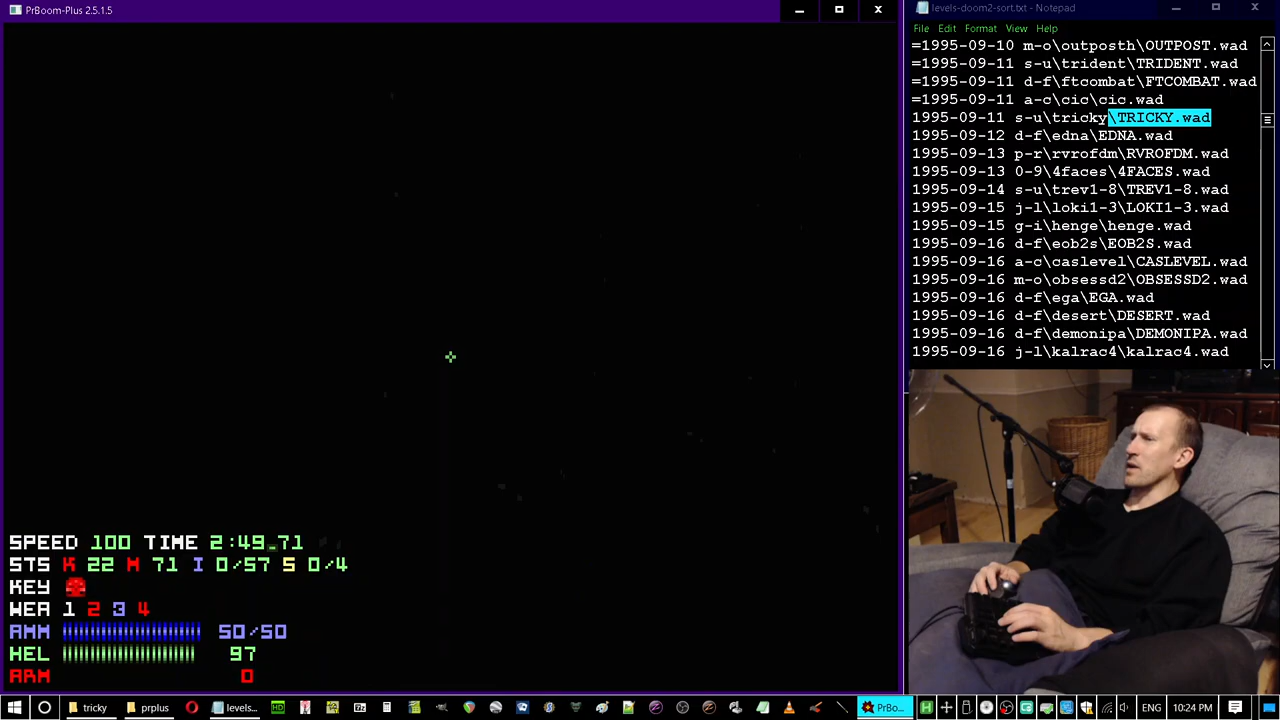 PrBoom-Plus 2.5.1.5
levels-doom2-sort.txt - Notepad
File Edit Format View Help
=1995-09-10 m-o\outposth\OUTPOST.wad
=1995-09-11 s-u\trident\TRIDENT.wad
=1995-09-11 d-f\ftcombat\FTCOMBAT.wad
=1995-09-11 a-c\cic\cic.wad
1995-09-11 s-u\tricky\TRICKY.wad
1995-09-12 d-f\edna\EDNA.wad
1995-09-13 p-r\rvrofdm\RVROFDM.wad
1995-09-13 0-9\4faces\4FACES.wad
1995-09-14 s-u\trev1-8\TREV1-8.wad
1995-09-15 j-l\loki1-3\LOKI1-3.wad
1995-09-15 g-i\henge\henge.wad
1995-09-16 d-f\eob2s\EOB2S.wad
1995-09-16 a-c\caslevel\CASLEVEL.wad
1995-09-16 m-o\obsessd2\OBSESSD2.wad
1995-09-16 d-f\ega\EGA.wad
1995-09-16 d-f\desert\DESERT.wad
1995-09-16 d-f\demonipa\DEMONIPA.wad
1995-09-16 j-l\kalrac4\kalrac4.wad
SPEED 100 TIME 2:49.71
STS K 22 M 71 I 0/57 S 0/4
KEY
WEA 1 2 3 4
AMM 50/50
HEL 97
ARM 0
tricky prplus levels... PrBo... ENG 10:24 PM